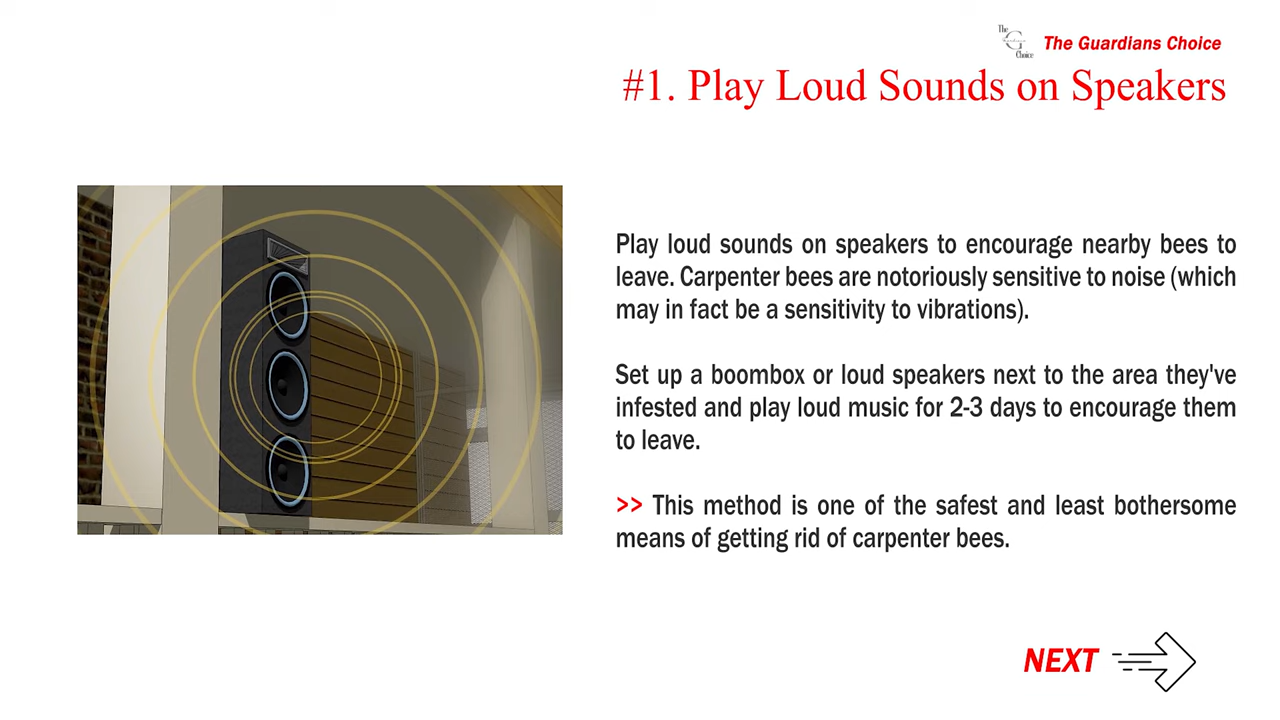 The
G
Choice
The Guardians Choice
#1. Play Loud Sounds on Speakers
Play loud sounds on speakers to encourage nearby bees to
leave. Carpenter bees are notoriously sensitive to noise (which
may in fact be a sensitivity to vibrations).
Set up a boombox or loud speakers next to the area they've
infested and play loud music for 2-3 days to encourage them
to leave.
>> This method is one of the safest and least bothersome
means of getting rid of carpenter bees.
NEXT